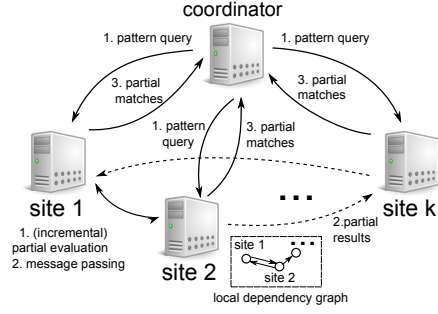 coordinator
1. pattern query
1. pattern query
3. partial
matches
3. partial
matches
1. pattern
query
3. partial
matches
site 1
site 2
site k
...
1. (incremental)
partial evaluation
2. message passing
2.partial
results
site 1
...
site 2
local dependency graph